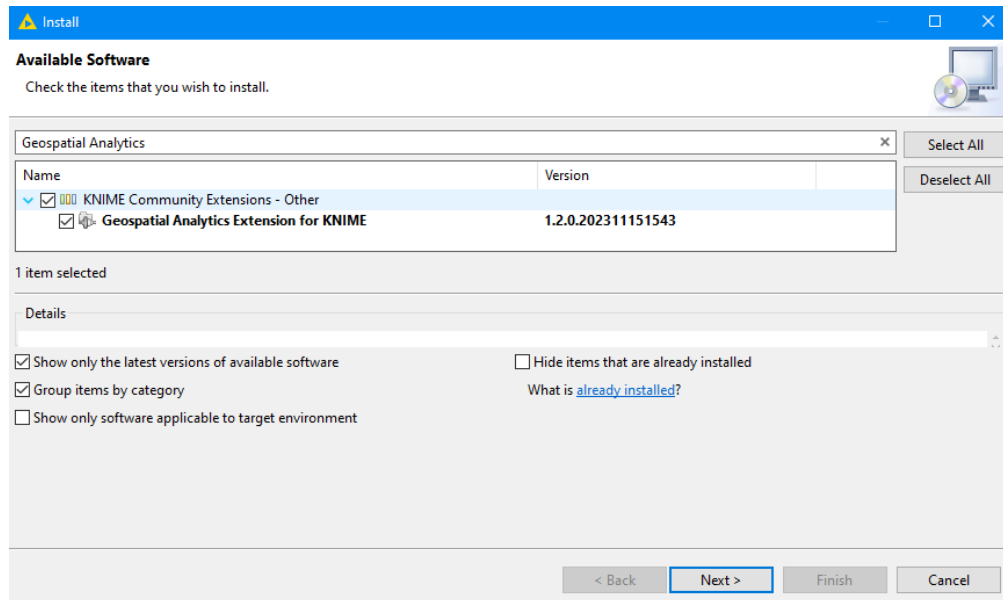 Install
Available Software
Check the items that you wish to install.
Geospatial Analytics
Select All
Name Version
Deselect All
KNIME Community Extensions - Other
Geospatial Analytics Extension for KNIME 1.2.0.202311151543
1 item selected
Details
Show only the latest versions of available software Hide items that are already installed
Group items by category What is already installed?
Show only software applicable to target environment
< Back Next > Finish Cancel